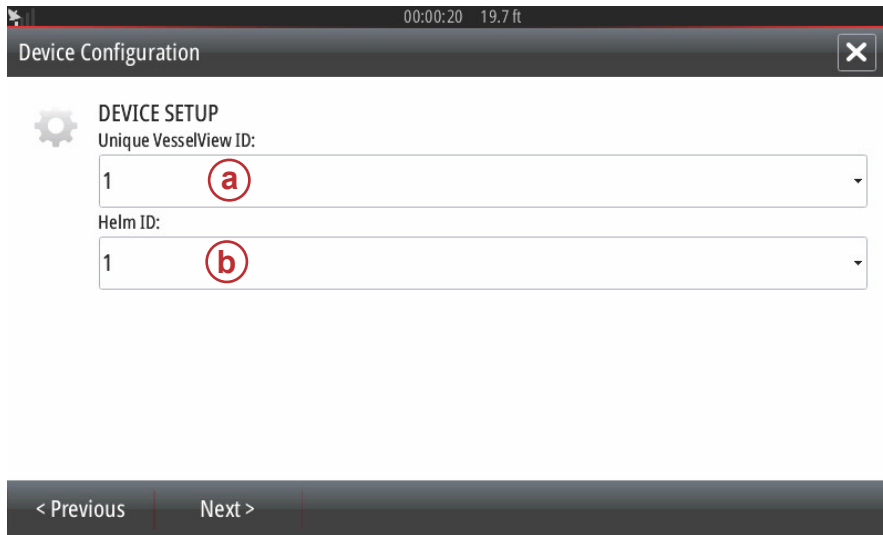 00:00:20 19.7 ft
Device Configuration
DEVICE SETUP
Unique VesselView ID:
1 a
Helm ID:
1 b
< Previous Next >